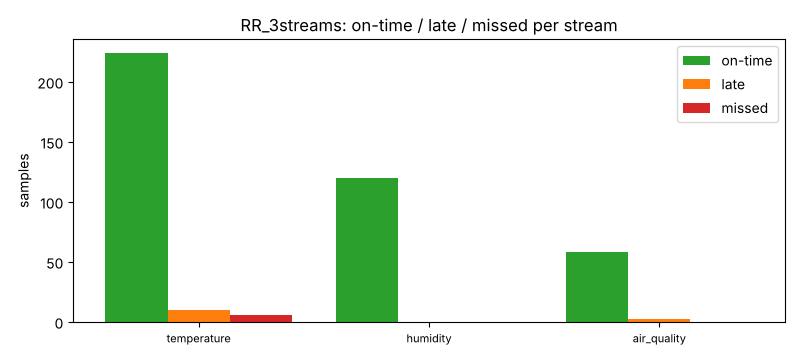 RR_3streams: on-time / late / missed per stream
on-time
late
missed
samples
200
150
100
50
0
temperature
humidity
air_quality